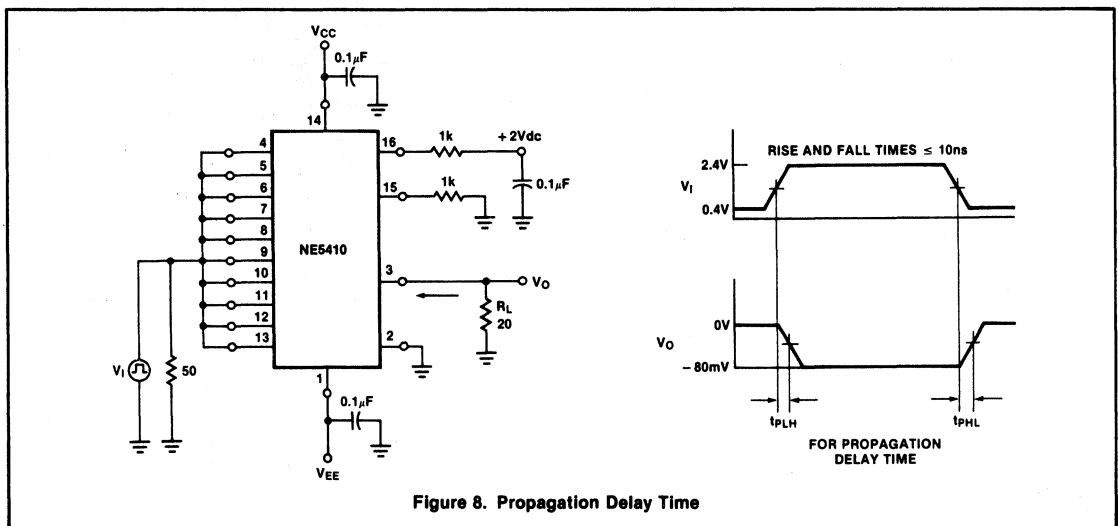 VCC
0.1μF
14
4
5
6
7
8
9
10
11
12
13
16
1k
+2Vdc
0.1μF
15
1k
NE5410
3
VO
RL
20
2
VI
50
1
0.1μF
VEE
RISE AND FALL TIMES ≤ 10ns
2.4V
VI
0.4V
0V
VO
–80mV
tPLH
tPHL
FOR PROPAGATION
DELAY TIME
Figure 8. Propagation Delay Time